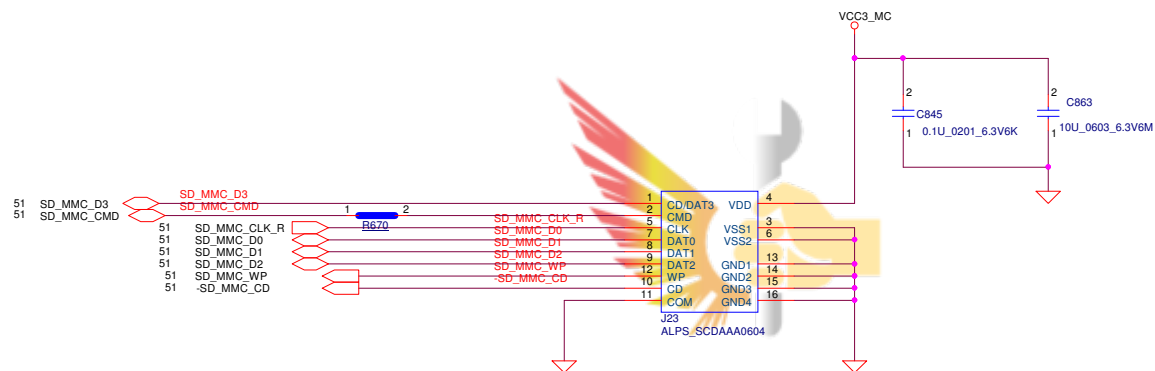 VCC3_MC
2
C845
1
0.1U_0201_6.3V6K
2
C863
1
10U_0603_6.3V6M
51 SD_MMC_D3
SD_MMC_D3
1
CD/DAT3
VDD
4
51 SD_MMC_CMD
SD_MMC_CMD
1
2
R670
2
CMD
51 SD_MMC_CLK_R
SD_MMC_CLK_R
5
CLK
VSS1
3
51 SD_MMC_D0
SD_MMC_D0
7
DAT0
VSS2
6
51 SD_MMC_D1
SD_MMC_D1
8
DAT1
51 SD_MMC_D2
SD_MMC_D2
9
DAT2
GND1
13
51 SD_MMC_WP
SD_MMC_WP
12
WP
GND2
14
51 -SD_MMC_CD
-SD_MMC_CD
10
CD
GND3
15
11
COM
GND4
16
J23
ALPS_SCDAAA0604